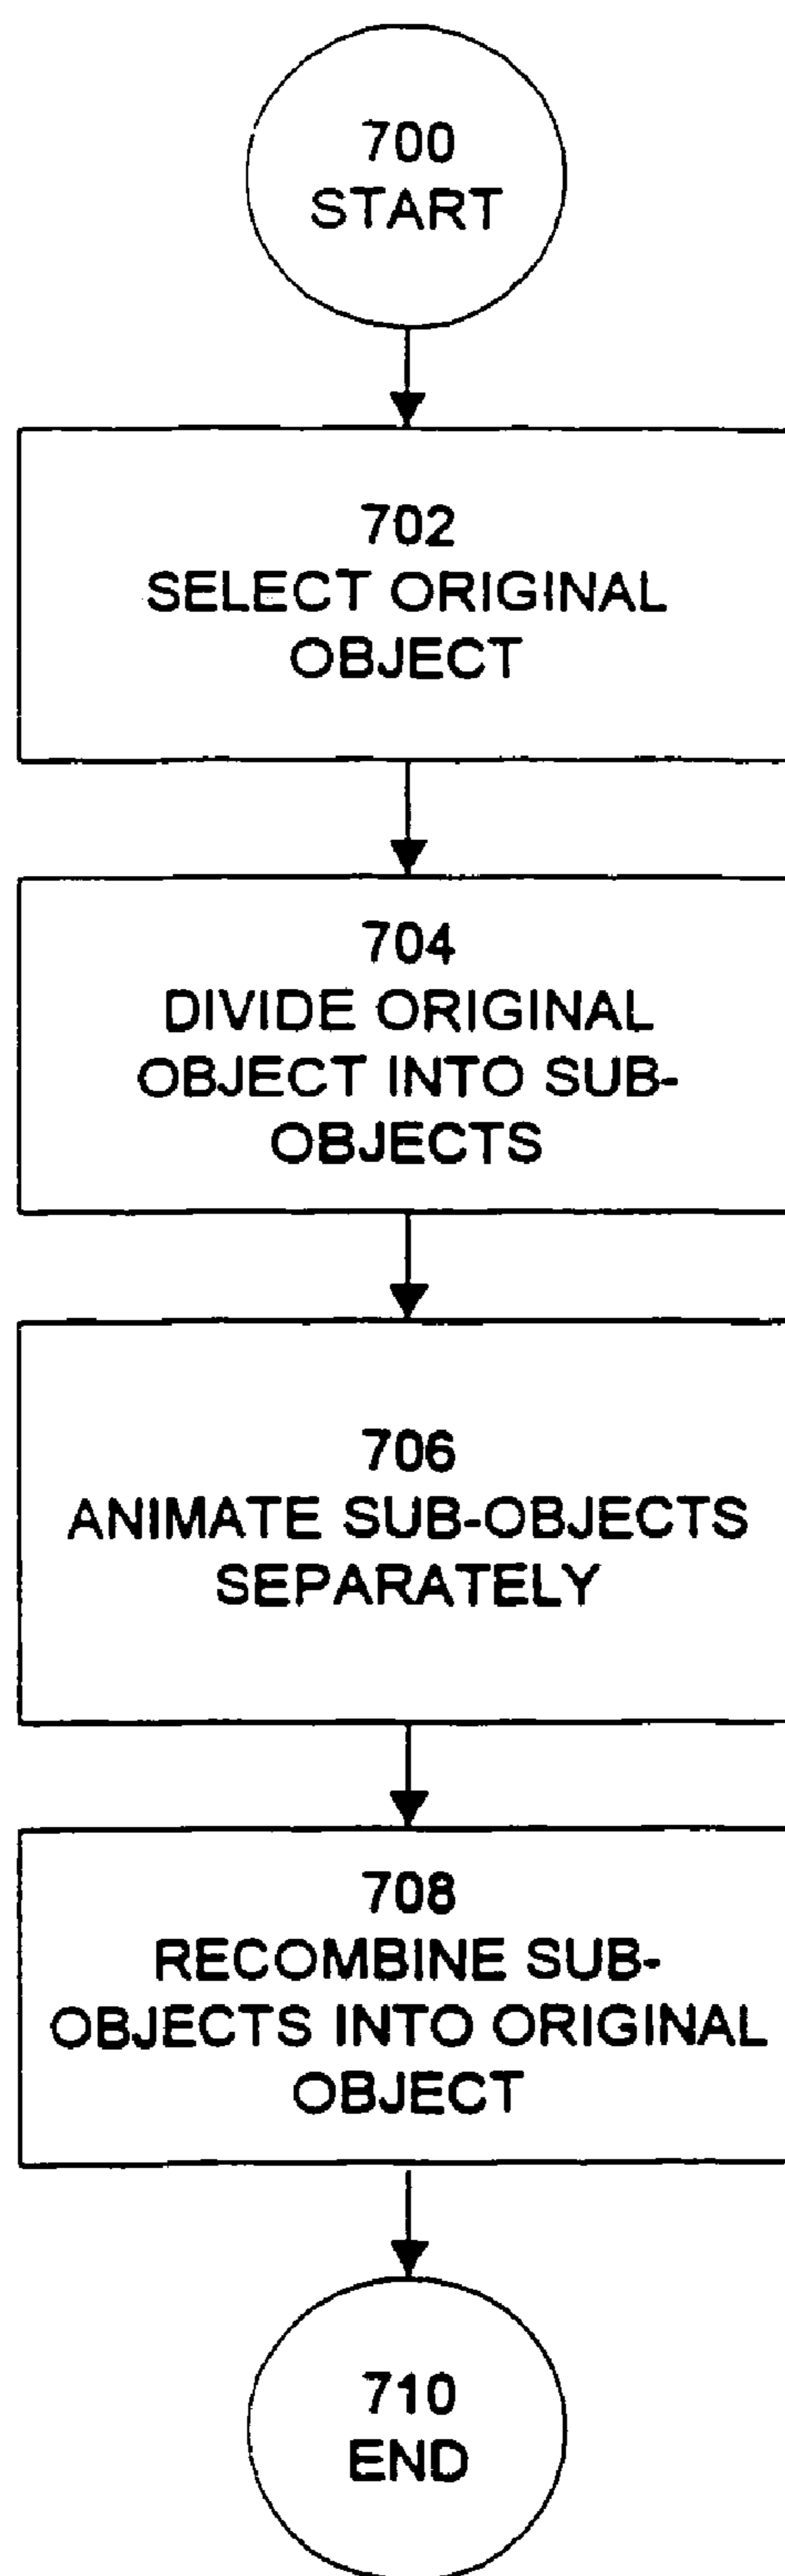 700
START
702
SELECT ORIGINAL
OBJECT
704
DIVIDE ORIGINAL
OBJECT INTO SUB-
OBJECTS
706
ANIMATE SUB-OBJECTS
SEPARATELY
708
RECOMBINE SUB-
OBJECTS INTO ORIGINAL
OBJECT
710
END